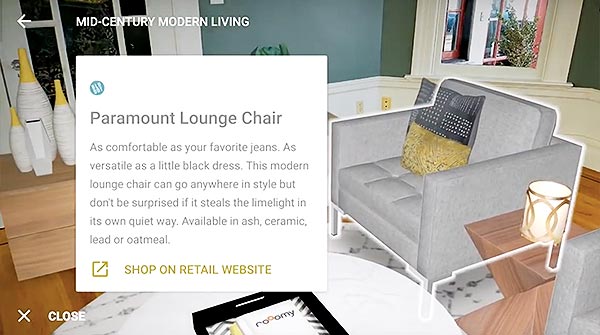 MID-CENTURY MODERN LIVING
Paramount Lounge Chair
As comfortable as your favorite jeans. As
versatile as a little black dress. This modern
lounge chair can go anywhere in style but
don't be surprised if it steals the limelight in
its own quiet way. Available in ash, ceramic,
lead or oatmeal.
SHOP ON RETAIL WEBSITE
rooomy
CLOSE